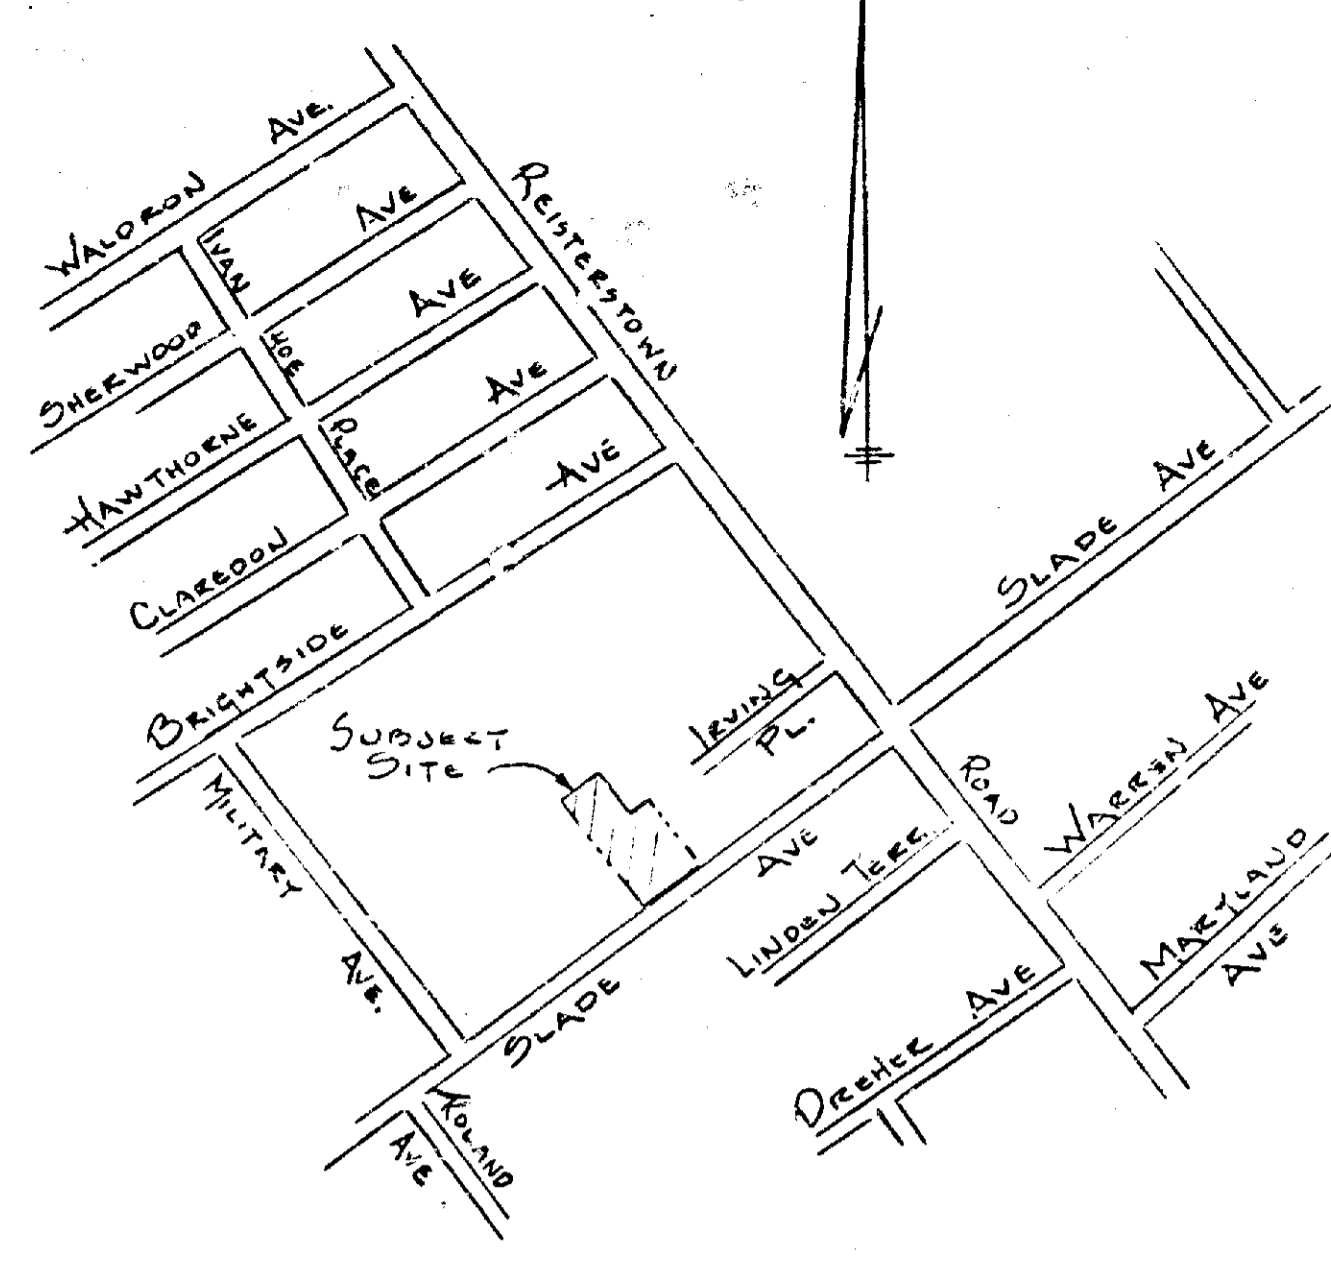 WALDRON AVE.
REISTERSTOWN ROAD
IVAN HOE PLACE
SHERWOOD AVE
HAWTHORNE AVE
CLAREDON AVE
BRIGHTSIDE AVE
SLADE AVE
IRVING
PL.
SUBJECT
SITE
MILITARY AVE.
WARREN AVE
SLADE AVE
LINDEN TERR.
MARYLAND
AVE
DREHER AVE
KOLAND
AVE